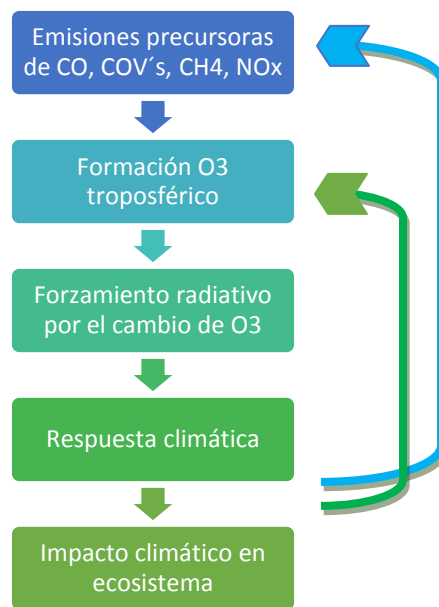 Emisiones precursoras
de CO, COV´s, CH4, NOx
Formación O3
troposférico
Forzamiento radiativo
por el cambio de O3
Respuesta climática
Impacto climático en
ecosistema